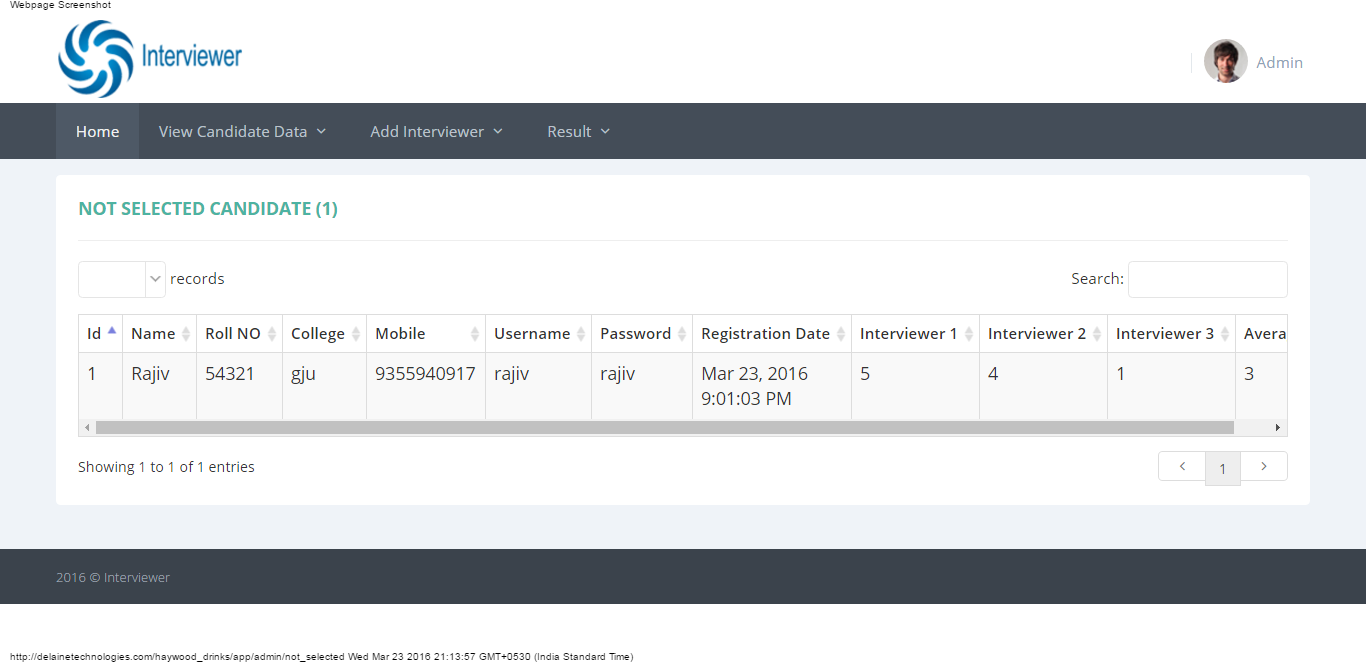 Webpage Screenshot
Interviewer
Admin
Home View Candidate Data Add Interviewer Result
NOT SELECTED CANDIDATE (1)
records Search:
Id Name Roll NO College Mobile Username Password Registration Date Interviewer 1 Interviewer 2 Interviewer 3 Avera
1 Rajiv 54321 gju 9355940917 rajiv rajiv Mar 23, 2016 5 4 1 3
9:01:03 PM
Showing 1 to 1 of 1 entries 1
2016 © Interviewer
http://delainetechnologies.com/haywood_drinks/app/admin/not_selected Wed Mar 23 2016 21:13:57 GMT+0530 (India Standard Time)